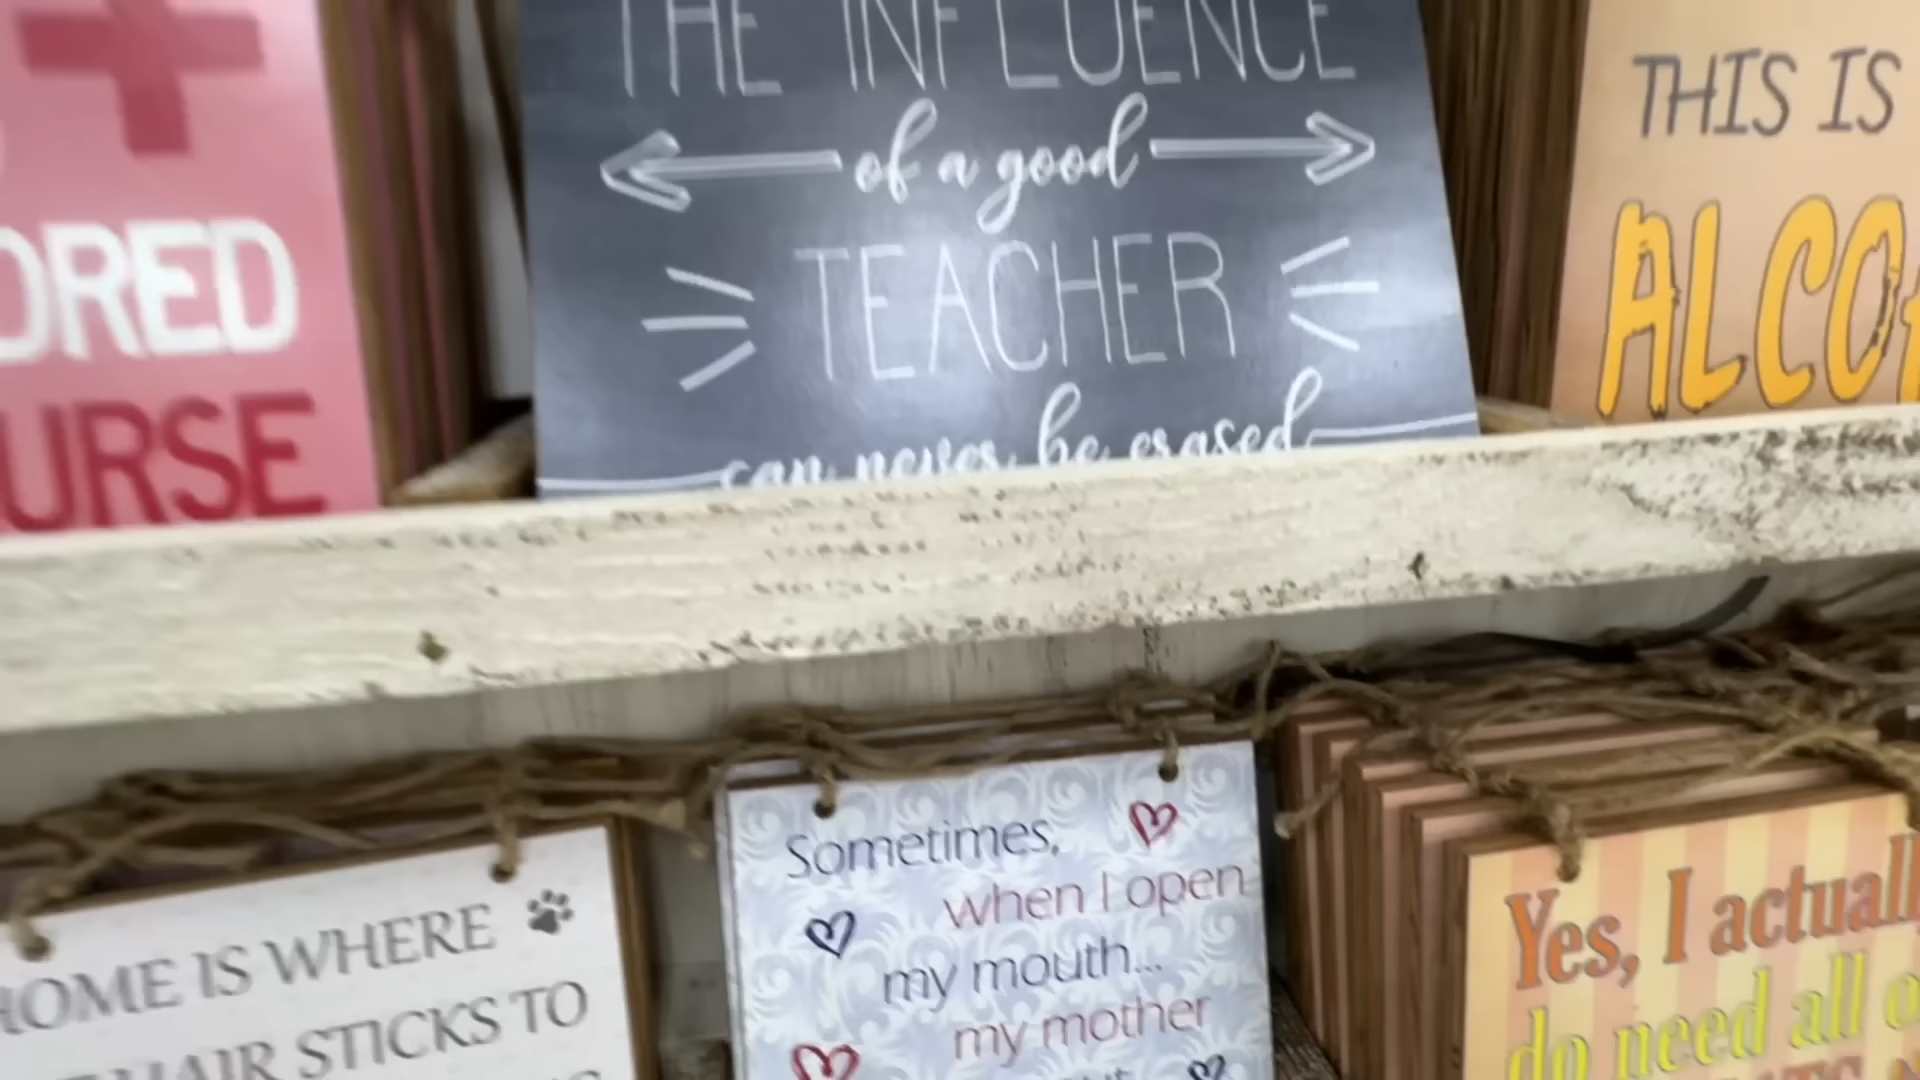 ORED
URSE
THE INFLUENCE
of a good
TEACHER
can never be erased
THIS IS
ALCO
HOME IS WHERE
HAIR STICKS TO
Sometimes,
when I open
my mouth...
my mother
Yes, I actuall
do need all o